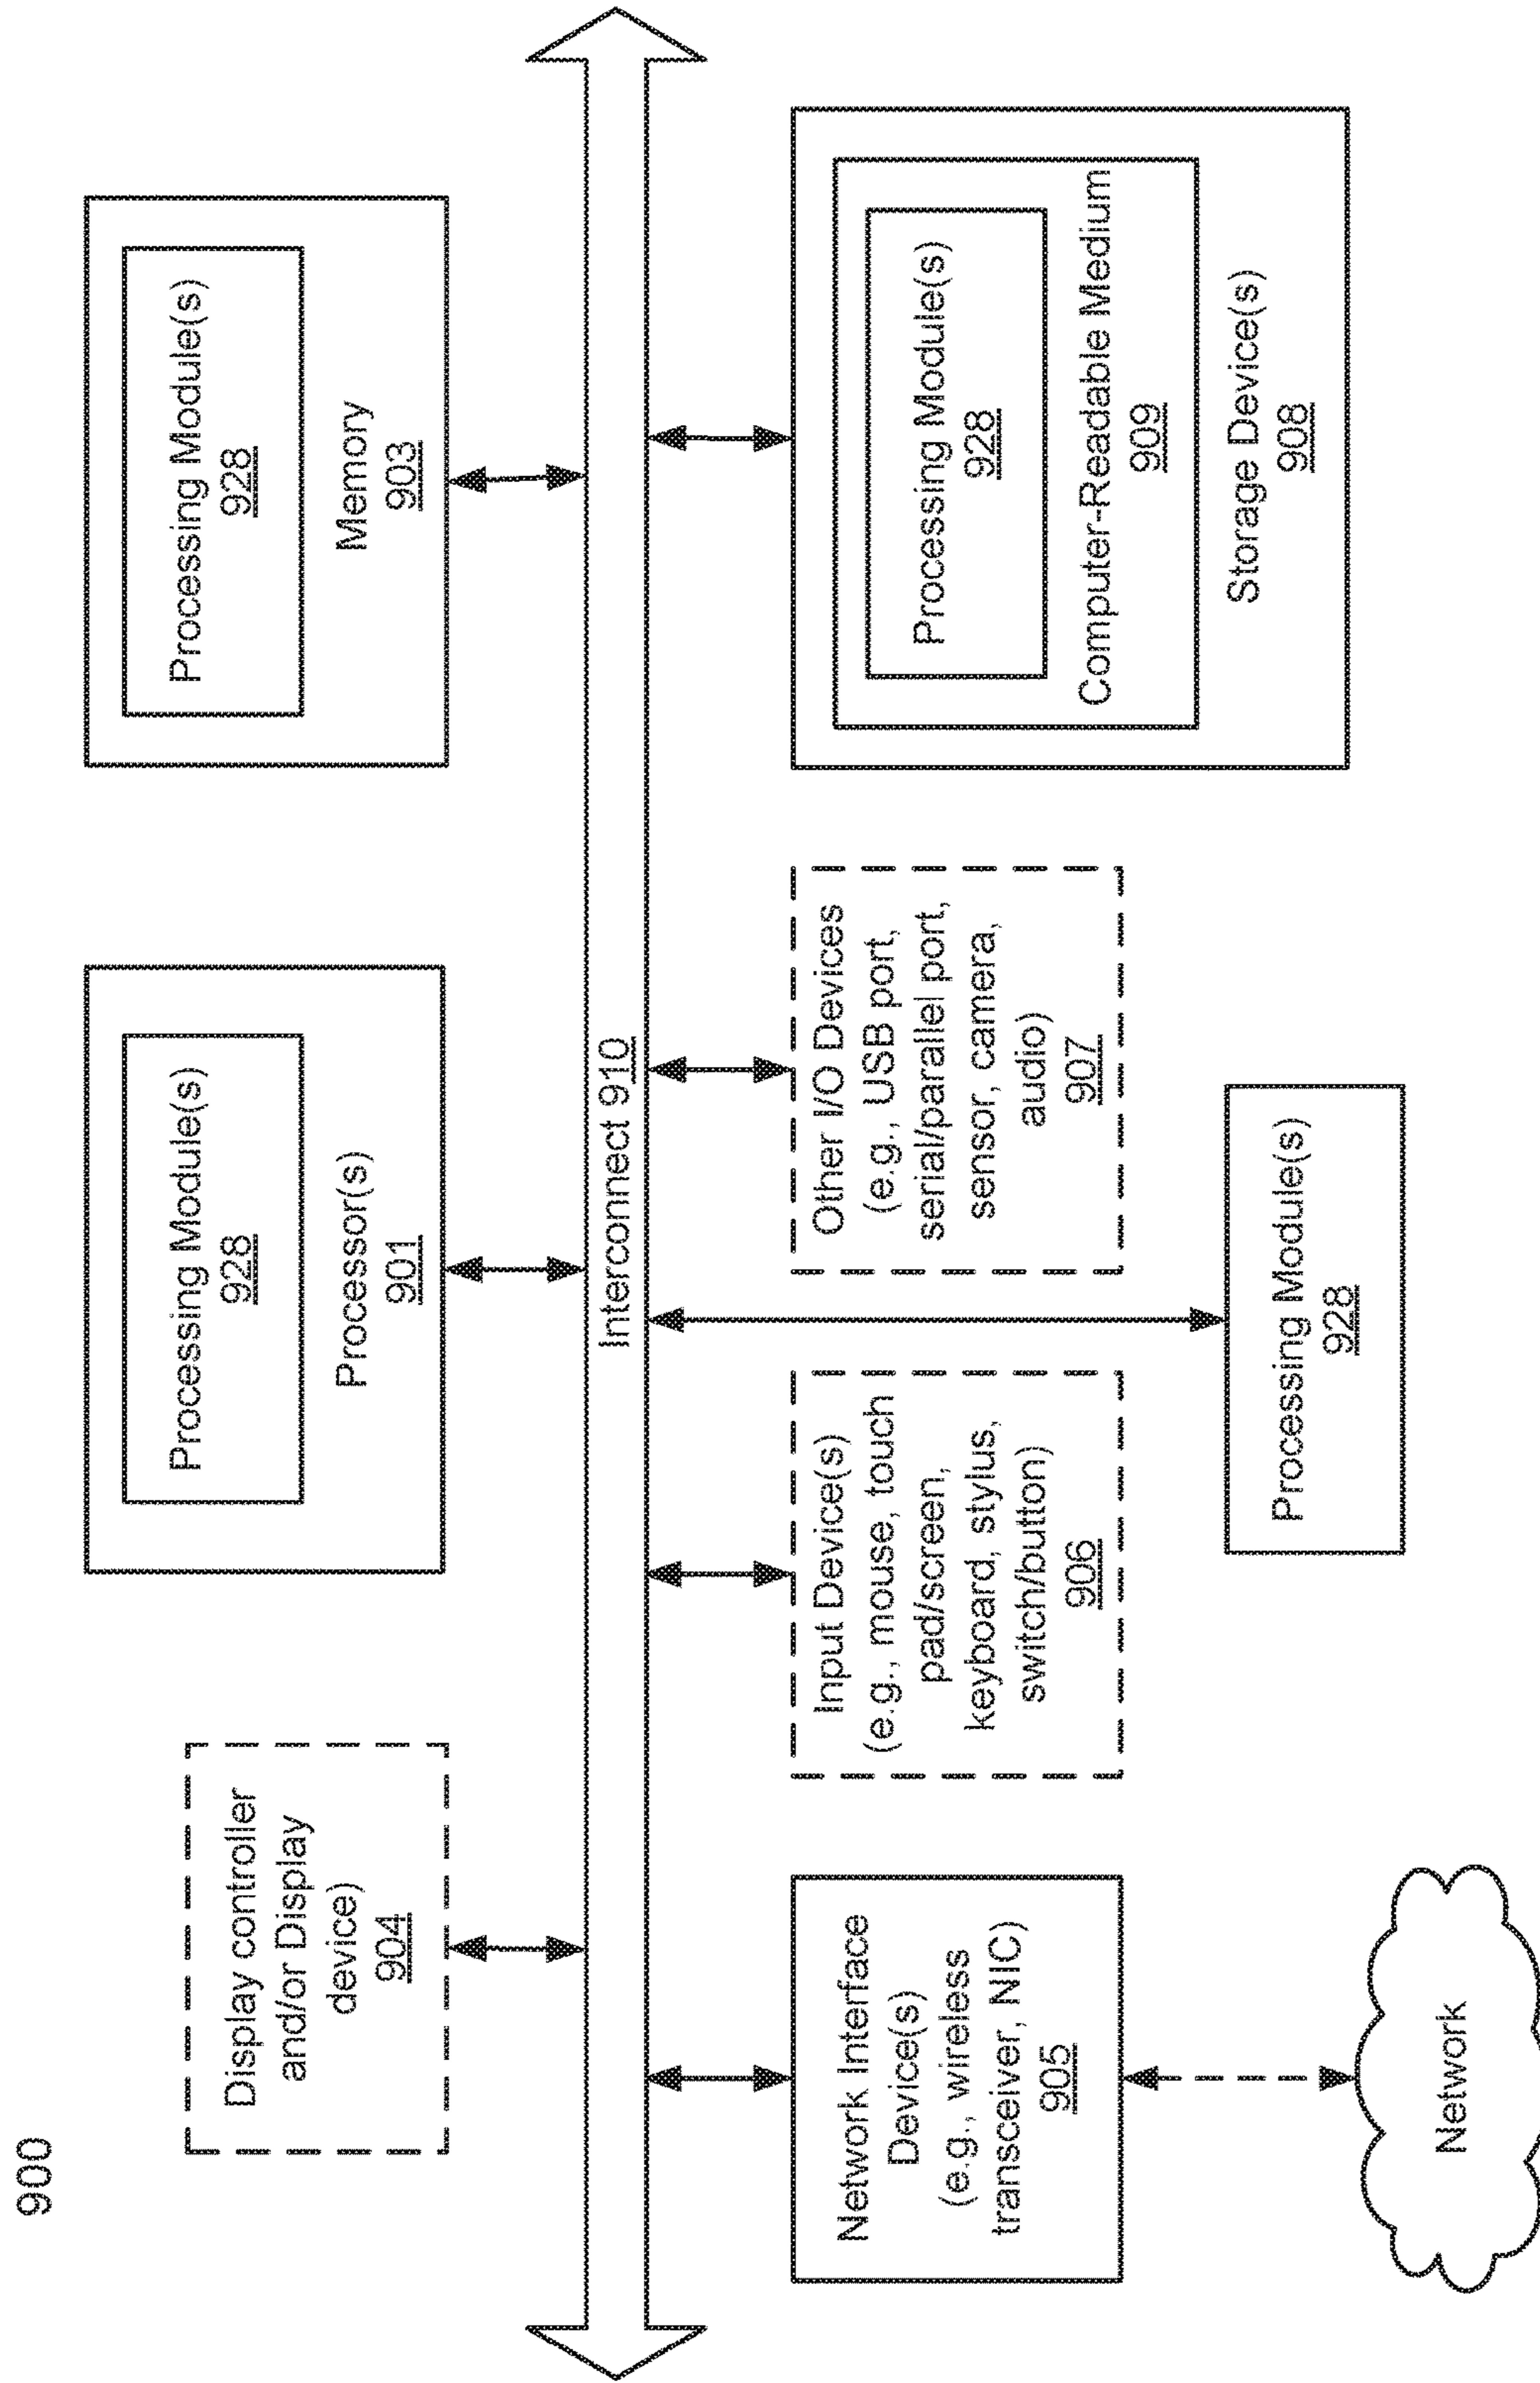 900
Display controller
and/or Display
device)
904
Processing Module(s)
928
Processor(s)
901
Processing Module(s)
928
Memory
903
Interconnect 910
Network Interface
Device(s)
(e.g., wireless
transceiver, NIC)
905
Input Device(s)
(e.g., mouse, touch
pad/screen,
keyboard, stylus,
switch/button)
906
Other I/O Devices
(e.g., USB port,
serial/parallel port,
sensor, camera,
audio)
907
Processing Module(s)
928
Computer-Readable Medium
909
Storage Device(s)
908
Processing Module(s)
928
Network